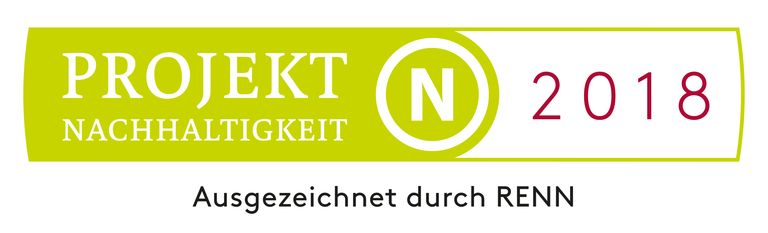 PROJEKT
NACHHALTIGKEIT
N
2018
Ausgezeichnet durch RENN